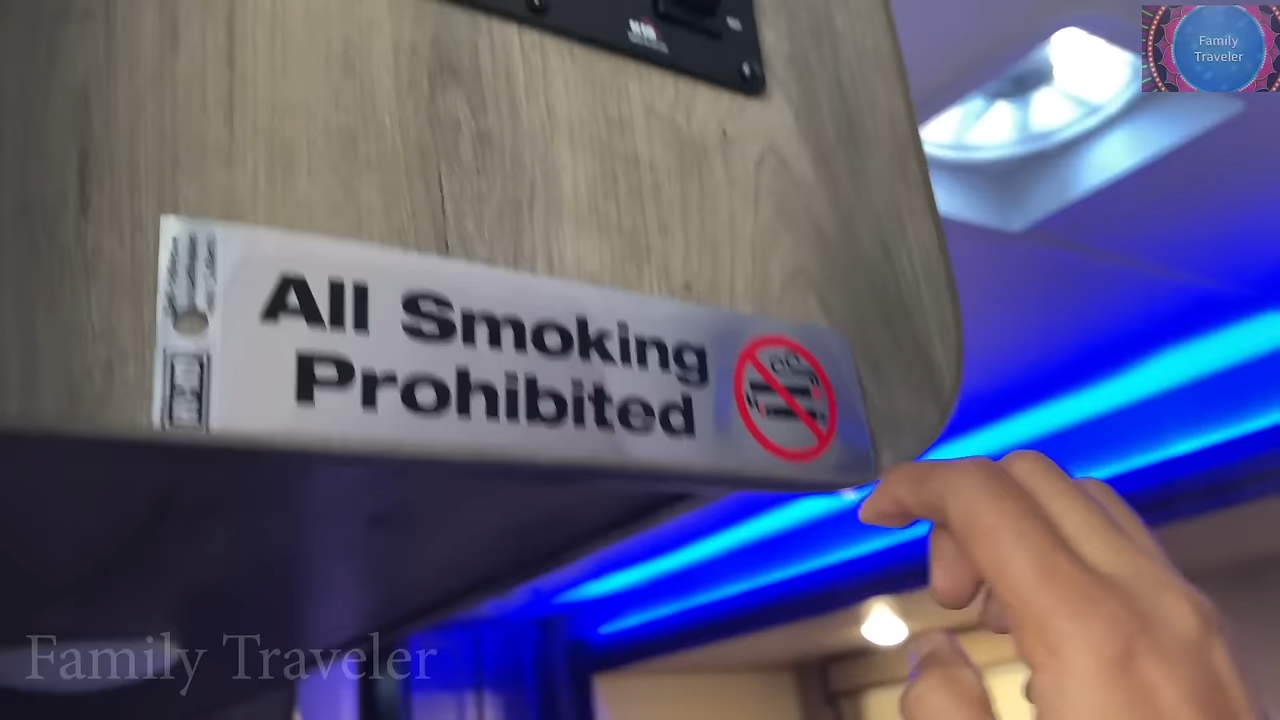 Family
Traveler
All Smoking
Prohibited
Family Traveler